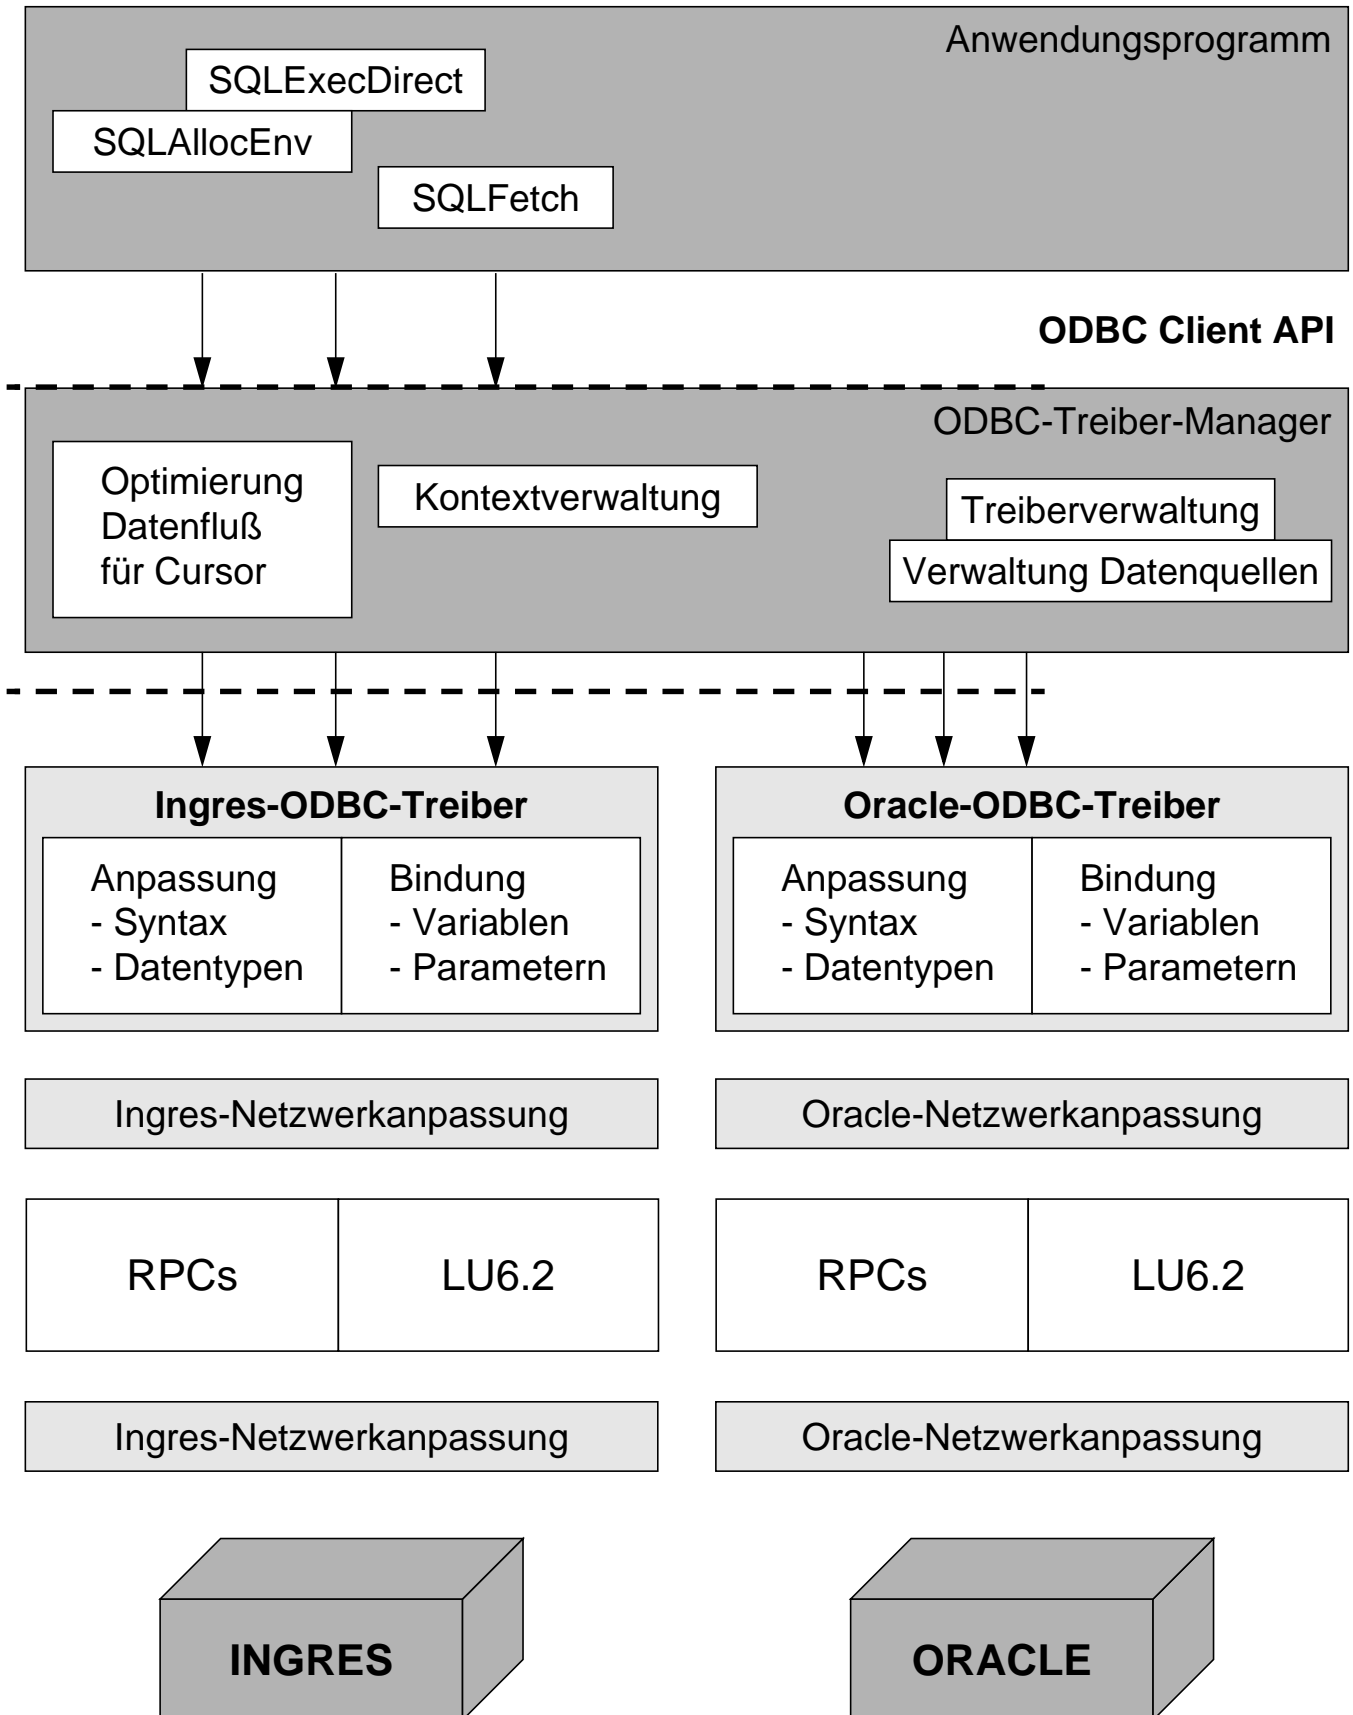 Anwendungsprogramm
SQLExecDirect
SQLAllocEnv
SQLFetch
ODBC Client API
ODBC-Treiber-Manager
Optimierung
Datenfluß
für Cursor
Kontextverwaltung
Treiberverwaltung
Verwaltung Datenquellen
Ingres-ODBC-Treiber
Anpassung
- Syntax
- Datentypen
Bindung
- Variablen
- Parametern
Oracle-ODBC-Treiber
Anpassung
- Syntax
- Datentypen
Bindung
- Variablen
- Parametern
Ingres-Netzwerkanpassung
Oracle-Netzwerkanpassung
RPCs
LU6.2
RPCs
LU6.2
Ingres-Netzwerkanpassung
Oracle-Netzwerkanpassung
INGRES
ORACLE